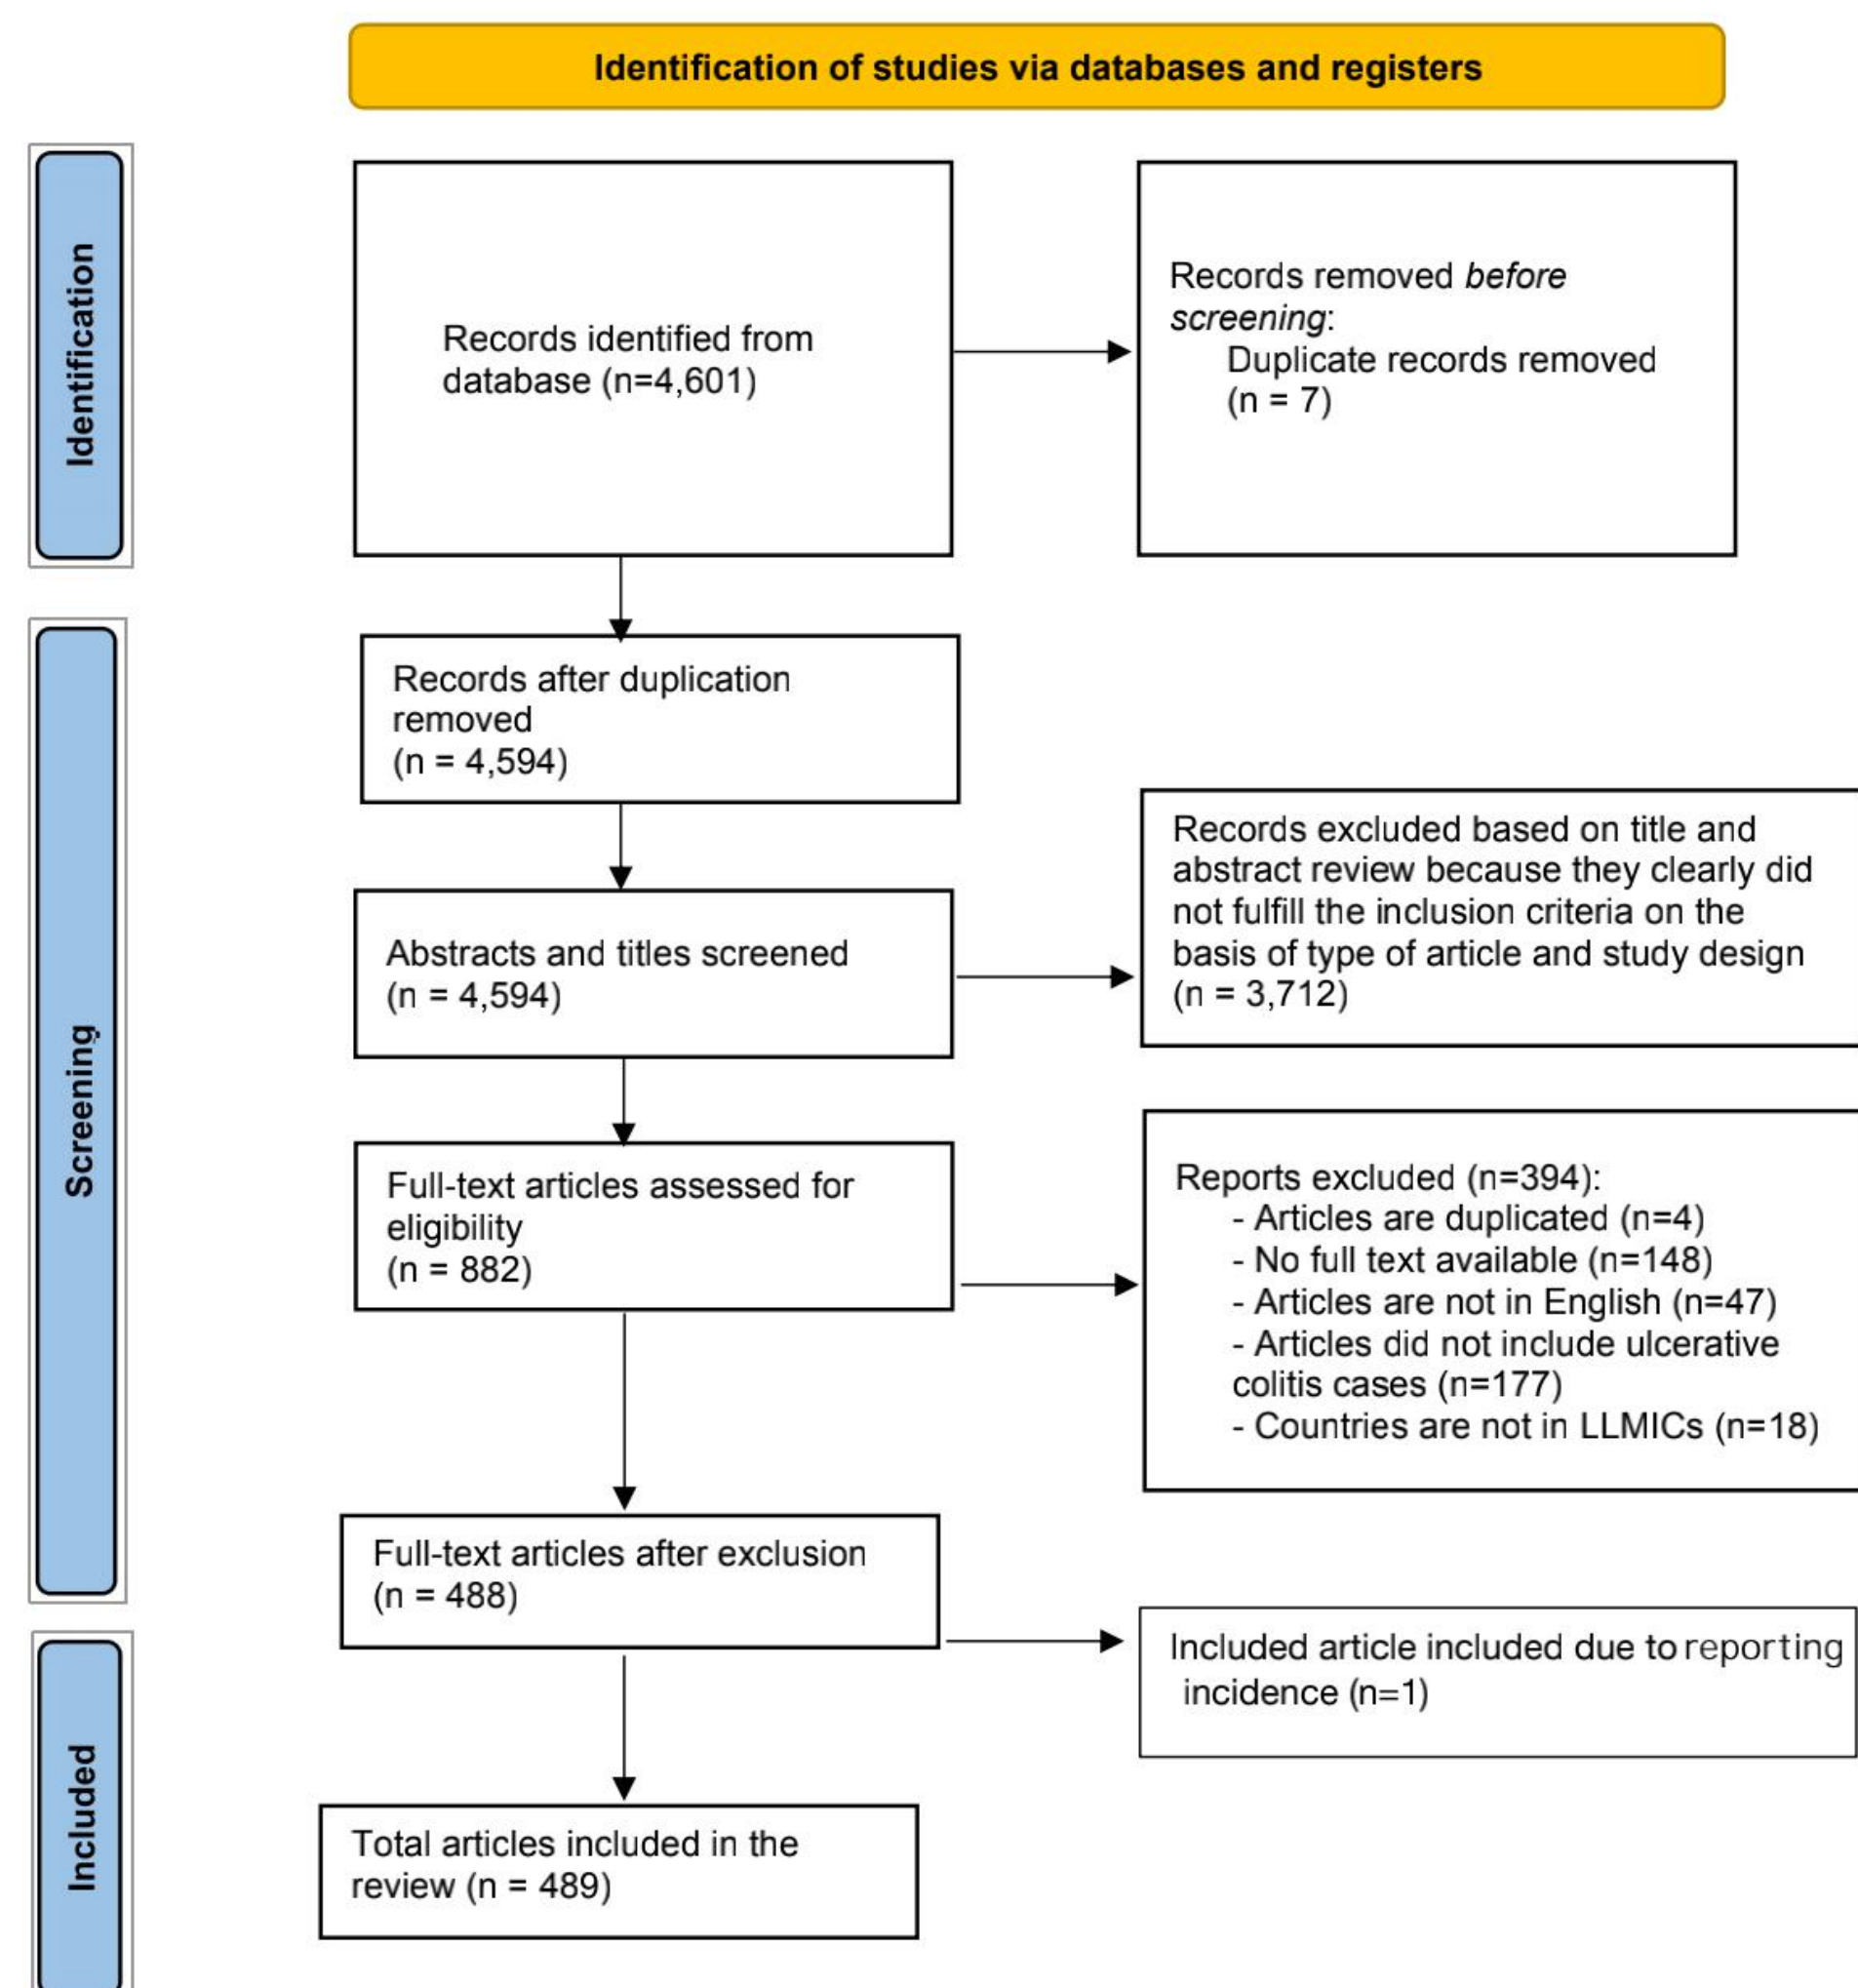 Identification of studies via databases and registers
Identification
Records identified from
database (n=4,601)
Records removed before
screening:
Duplicate records removed
(n = 7)
Screening
Records after duplication
removed
(n = 4,594)
Abstracts and titles screened
(n = 4,594)
Records excluded based on title and
abstract review because they clearly did
not fulfill the inclusion criteria on the
basis of type of article and study design
(n = 3,712)
Full-text articles assessed for
eligibility
(n = 882)
Reports excluded (n=394):
- Articles are duplicated (n=4)
- No full text available (n=148)
- Articles are not in English (n=47)
- Articles did not include ulcerative
colitis cases (n=177)
- Countries are not in LLMICs (n=18)
Full-text articles after exclusion
(n = 488)
Included article included due to reporting
incidence (n=1)
Included
Total articles included in the
review (n = 489)